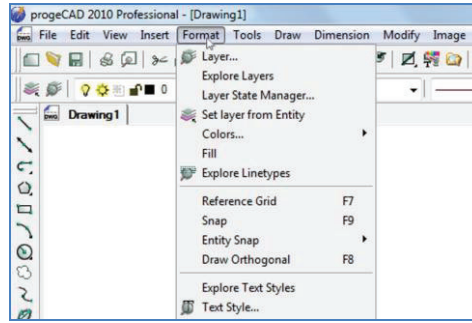 progeCAD 2010 Professional - [Drawing1]
File Edit View Insert Format Tools Draw Dimension Modify Image
Layer...
Explore Layers
0 Layer State Manager...
Drawing1 Set layer from Entity
Colors...
Fill
Explore Linetypes
Reference Grid F7
Snap F9
Entity Snap
Draw Orthogonal F8
Explore Text Styles
Text Style...